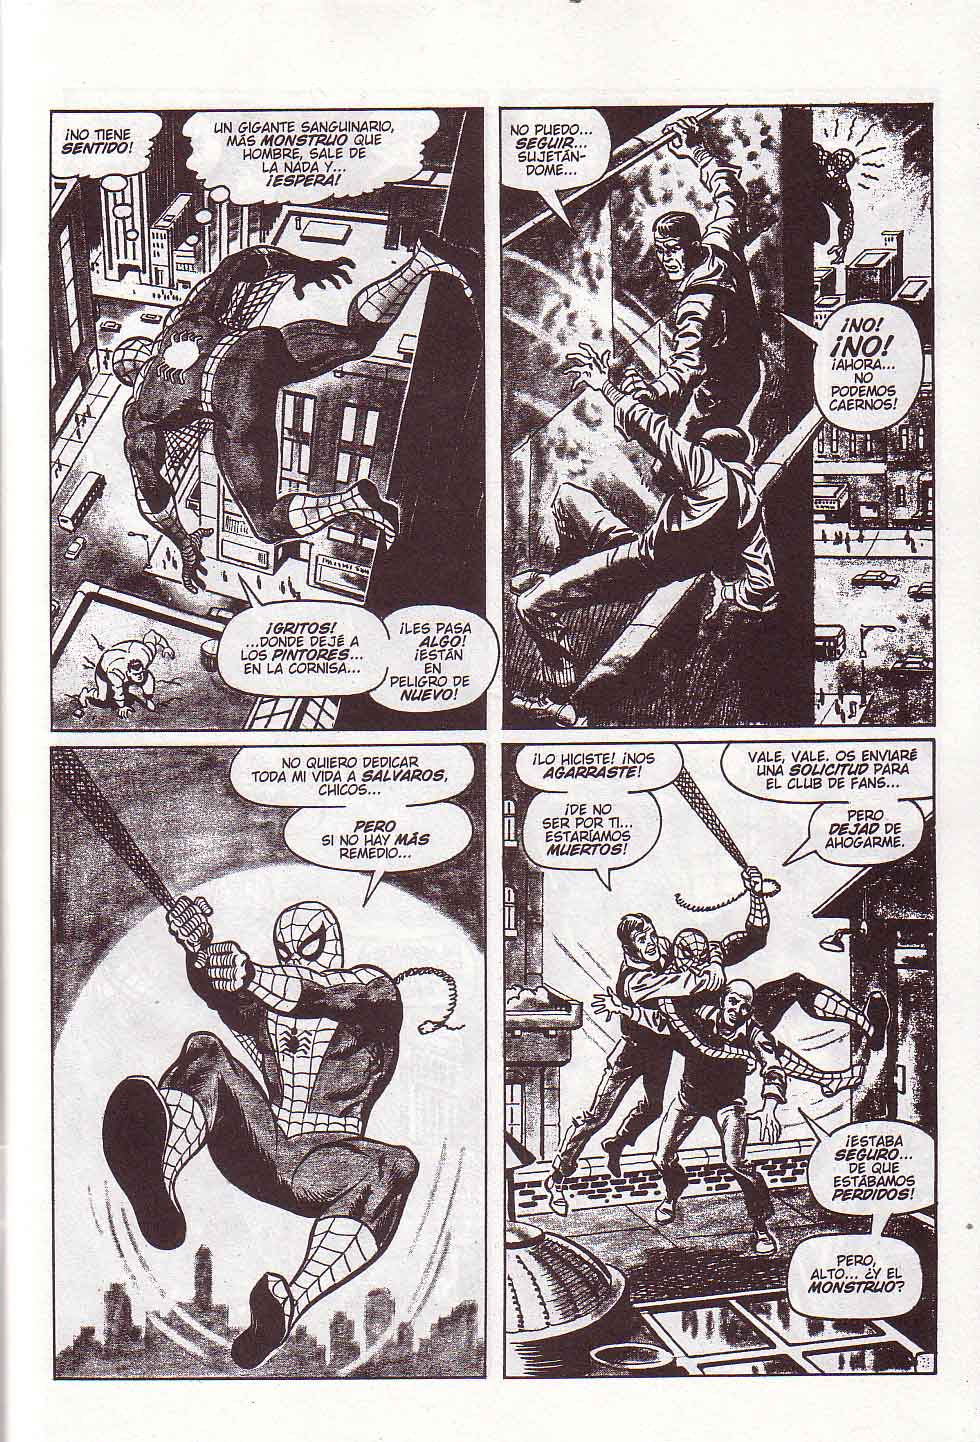 ¡NO TIENE
SENTIDO!
UN GIGANTE SANGUINARIO,
MÁS MONSTRUO QUE
HOMBRE, SALE DE
LA NADA Y...
¡ESPERA!
¡GRITOS!
...DONDE DEJÉ A
LOS PINTORES...
EN LA CORNISA...
¡LES PASA
ALGO!
¡ESTÁN
EN
PELIGRO DE
NUEVO!
NO PUEDO...
SEGUIR...
SUJETÁN-
DOME...
¡NO!
¡NO!
¡AHORA...
NO
PODEMOS
CAERNOS!
NO QUIERO DEDICAR
TODA MI VIDA A SALVAROS,
CHICOS...
PERO
SI NO HAY MÁS
REMEDIO...
¡LO HICISTE! ¡NOS
AGARRASTE!
¡DE NO
SER POR TI...
ESTARÍAMOS
MUERTOS!
VALE, VALE. OS ENVIARÉ
UNA SOLICITUD PARA
EL CLUB DE FANS...
PERO
DEJAD DE
AHOGARME.
¡ESTABA
SEGURO...
DE QUE
ESTÁBAMOS
PERDIDOS!
PERO,
ALTO... ¿Y EL
MONSTRUO?